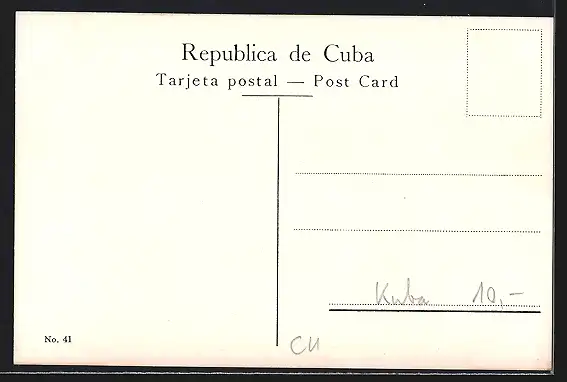 Republica de Cuba
Tarjeta postal — Post Card
Kuba 10,-
No. 41
CU